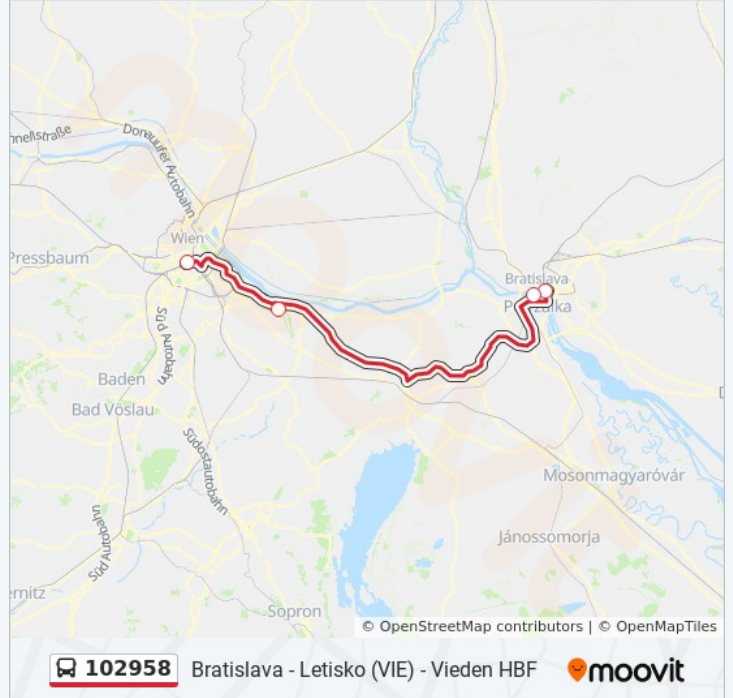 nellstraße
Donauufer Autobahn
Wien
Pressbaum
Bratislava
Süd Autobahn
Baden
Bad Vöslau
Südostautobahn
Mosonmagyaróvár
Süd Autobahn
Jánossomorja
ernitz
Sopron
© OpenStreetMap contributors | © OpenMapTiles
102958 Bratislava - Letisko (VIE) - Vieden HBF moovit